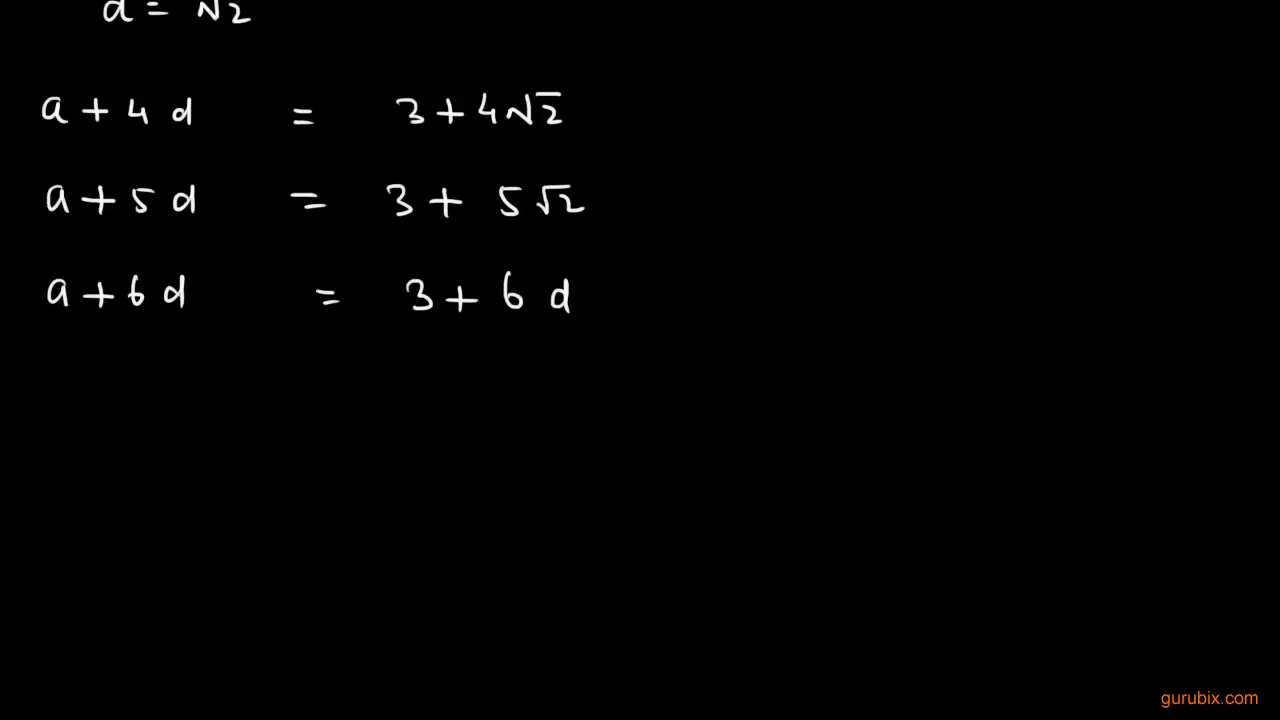 d = √2
a + 4 d = 3 + 4√2
a + 5 d = 3 + 5√2
a + 6 d = 3 + 6 d
gurubix.com